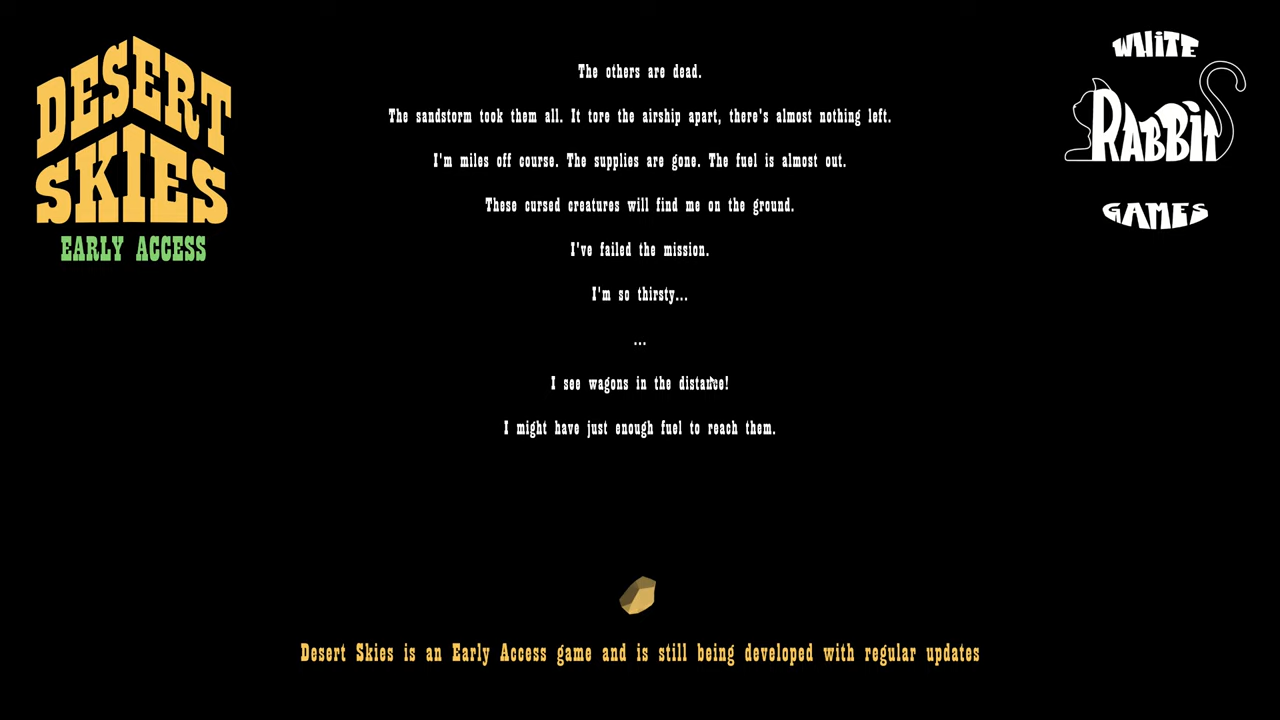 DESERT
SKIES
EARLY ACCESS
WHITE
RABBIT
GAMES
The others are dead.
The sandstorm took them all. It tore the airship apart, there's almost nothing left.
I'm miles off course. The supplies are gone. The fuel is almost out.
These cursed creatures will find me on the ground.
I've failed the mission.
I'm so thirsty...
...
I see wagons in the distance!
I might have just enough fuel to reach them.
Desert Skies is an Early Access game and is still being developed with regular updates